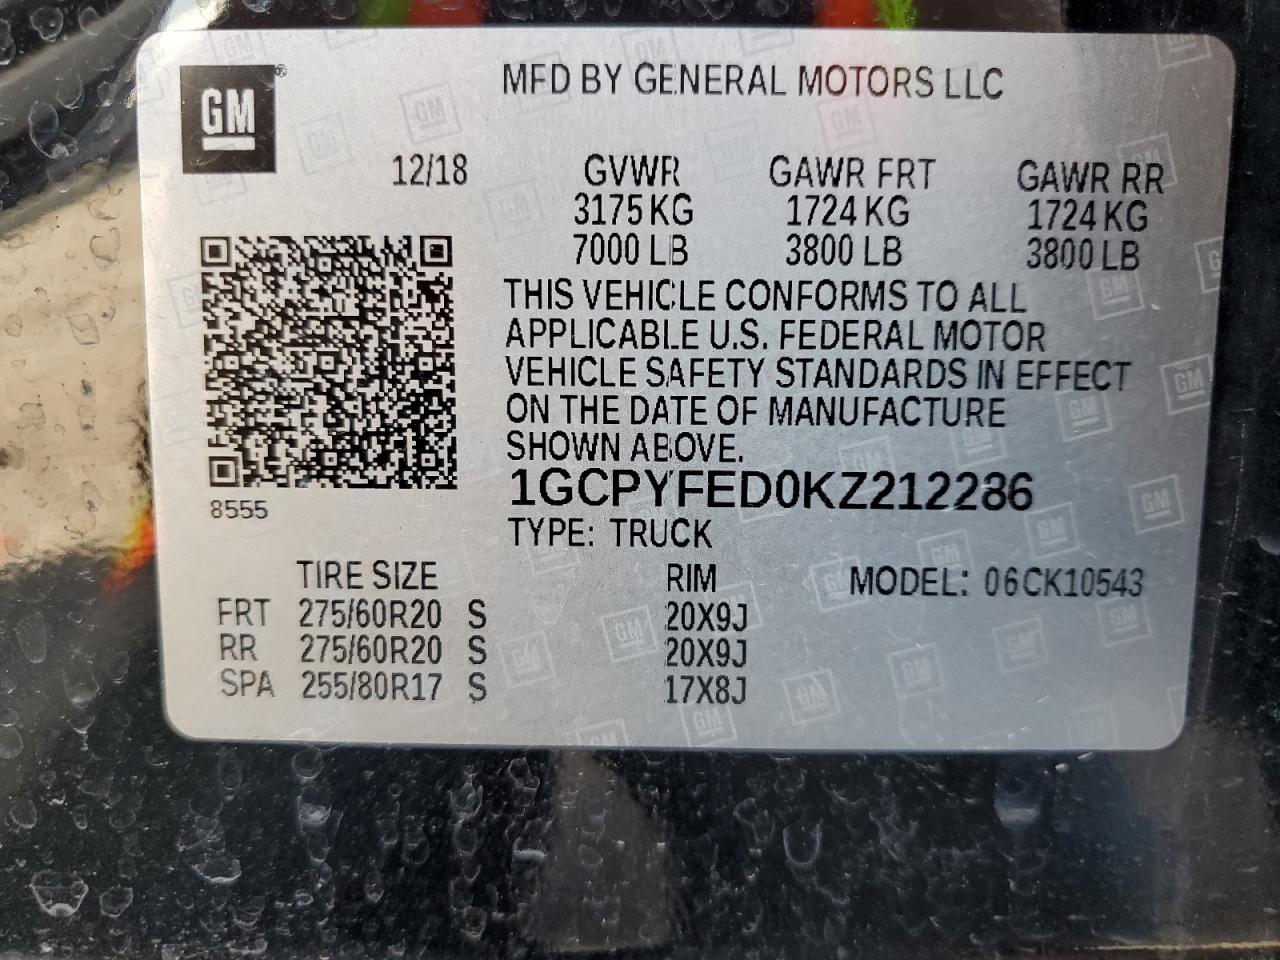 GM
MFD BY GENERAL MOTORS LLC
12/18 GVWR GAWR FRT GAWR RR
3175 KG 1724 KG 1724 KG
7000 LB 3800 LB 3800 LB
THIS VEHICLE CONFORMS TO ALL
APPLICABLE U.S. FEDERAL MOTOR
VEHICLE SAFETY STANDARDS IN EFFECT
ON THE DATE OF MANUFACTURE
SHOWN ABOVE.
8555
1GCPYFED0KZ212286
TYPE: TRUCK
TIRE SIZE RIM MODEL: 06CK10543
FRT 275/60R20 S 20X9J
RR 275/60R20 S 20X9J
SPA 255/80R17 S 17X8J